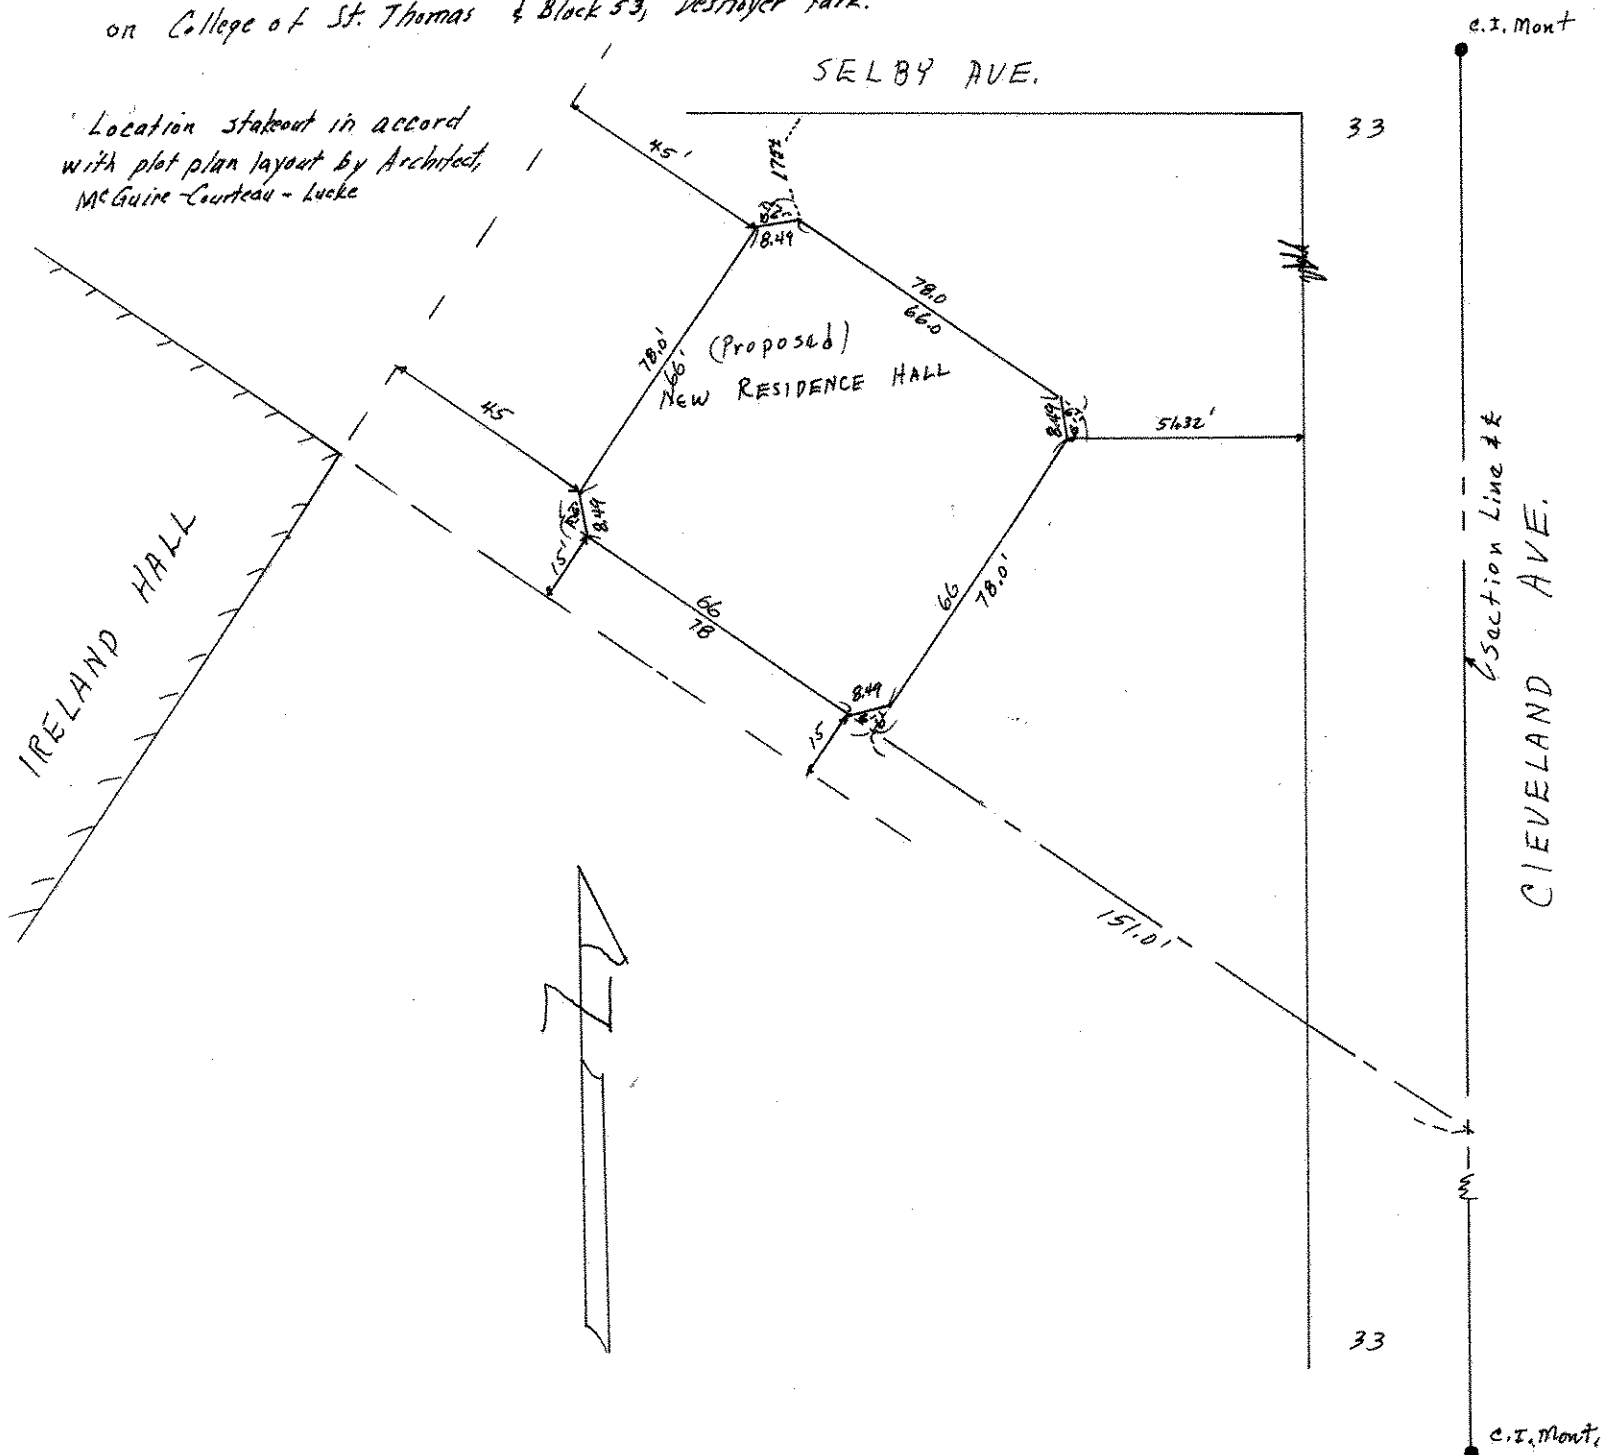 on College of St. Thomas & Block 53, Park.
C.I. Mont
SELBY AVE.
Location stakeout in accord
with plot plan layout by Architect,
McGuire-Courteau-Lucke
33
45'
8.49
78.0
66.0
78.0'
66'
(Proposed)
NEW RESIDENCE HALL
8.49
45
8.49
15'
66
78
66
78.0'
8.49
15
IRELAND HALL
Section Line &
CLEVELAND AVE.
151.0'
N
33
C.I. Mont.